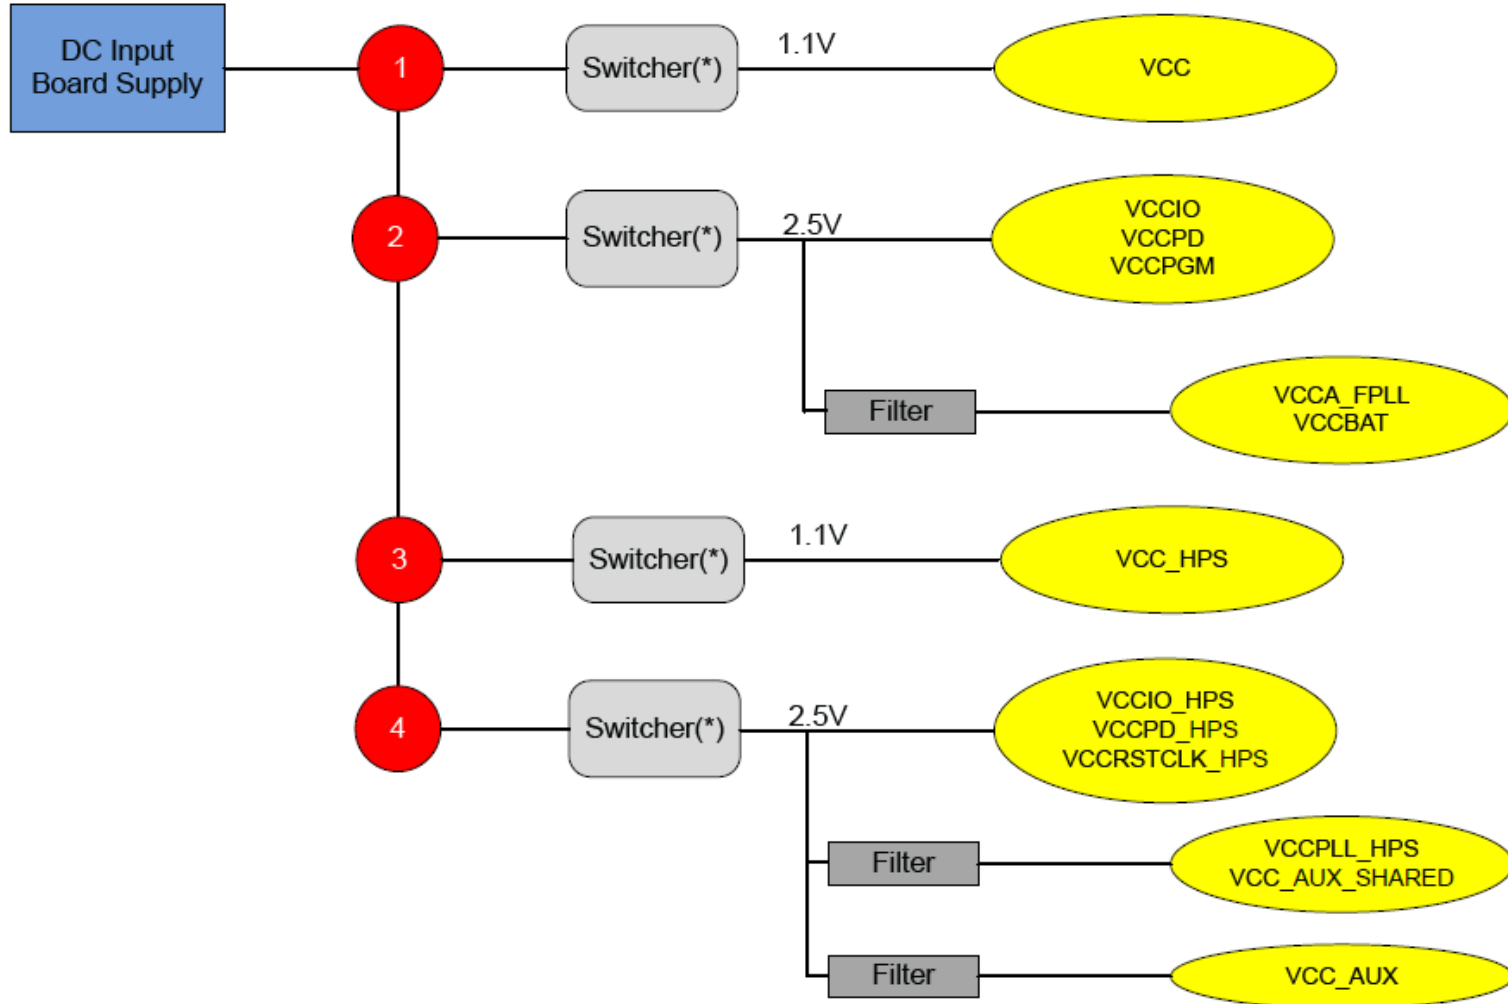 DC Input
Board Supply
1
Switcher(*)
1.1V
VCC
2
Switcher(*)
2.5V
VCCIO
VCCPD
VCCPGM
Filter
VCCA_FPLL
VCCBAT
3
Switcher(*)
1.1V
VCC_HPS
4
Switcher(*)
2.5V
VCCIO_HPS
VCCPD_HPS
VCCRSTCLK_HPS
Filter
VCCPLL_HPS
VCC_AUX_SHARED
Filter
VCC_AUX